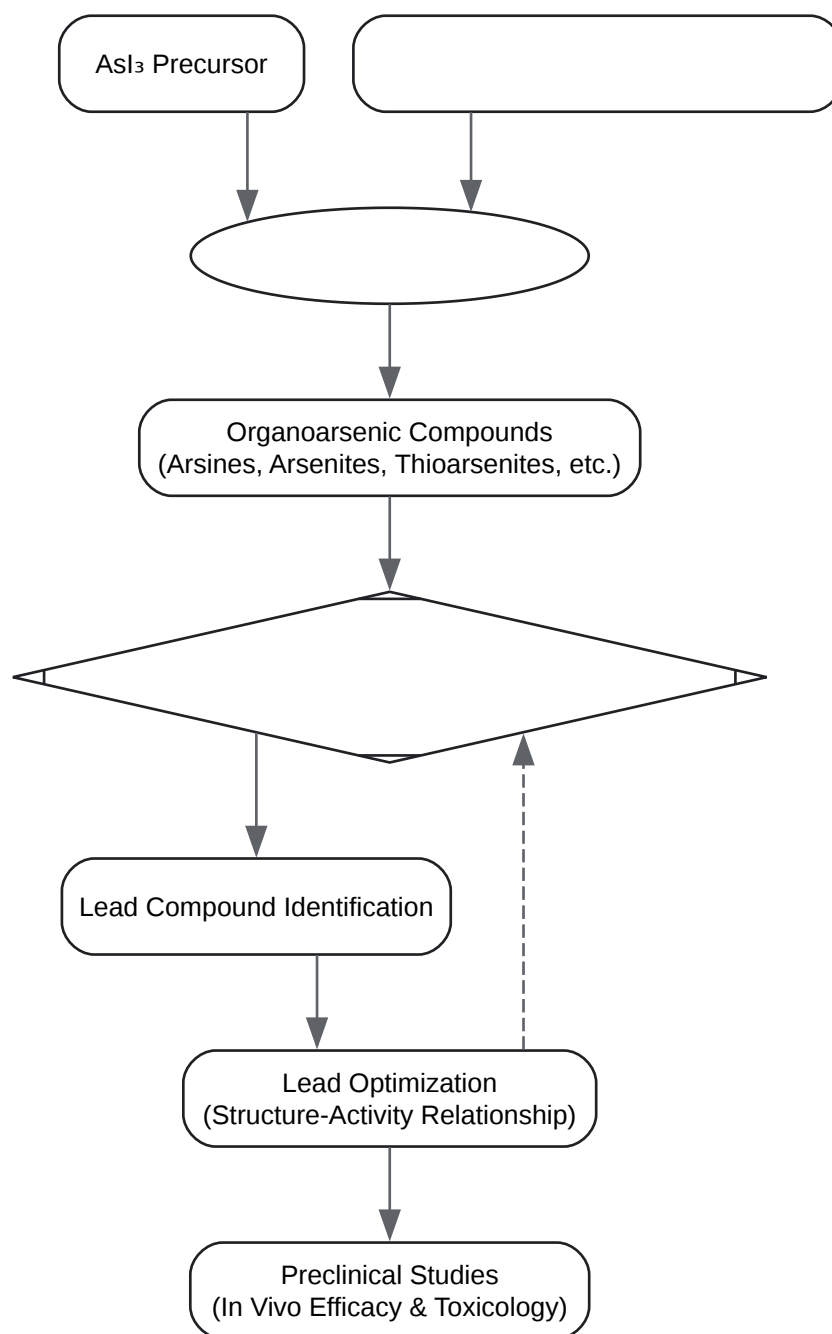 AsI₃ Precursor
Organoarsenic Compounds
(Arsines, Arsenites, Thioarsenites, etc.)
Lead Compound Identification
Lead Optimization
(Structure-Activity Relationship)
Preclinical Studies
(In Vivo Efficacy & Toxicology)